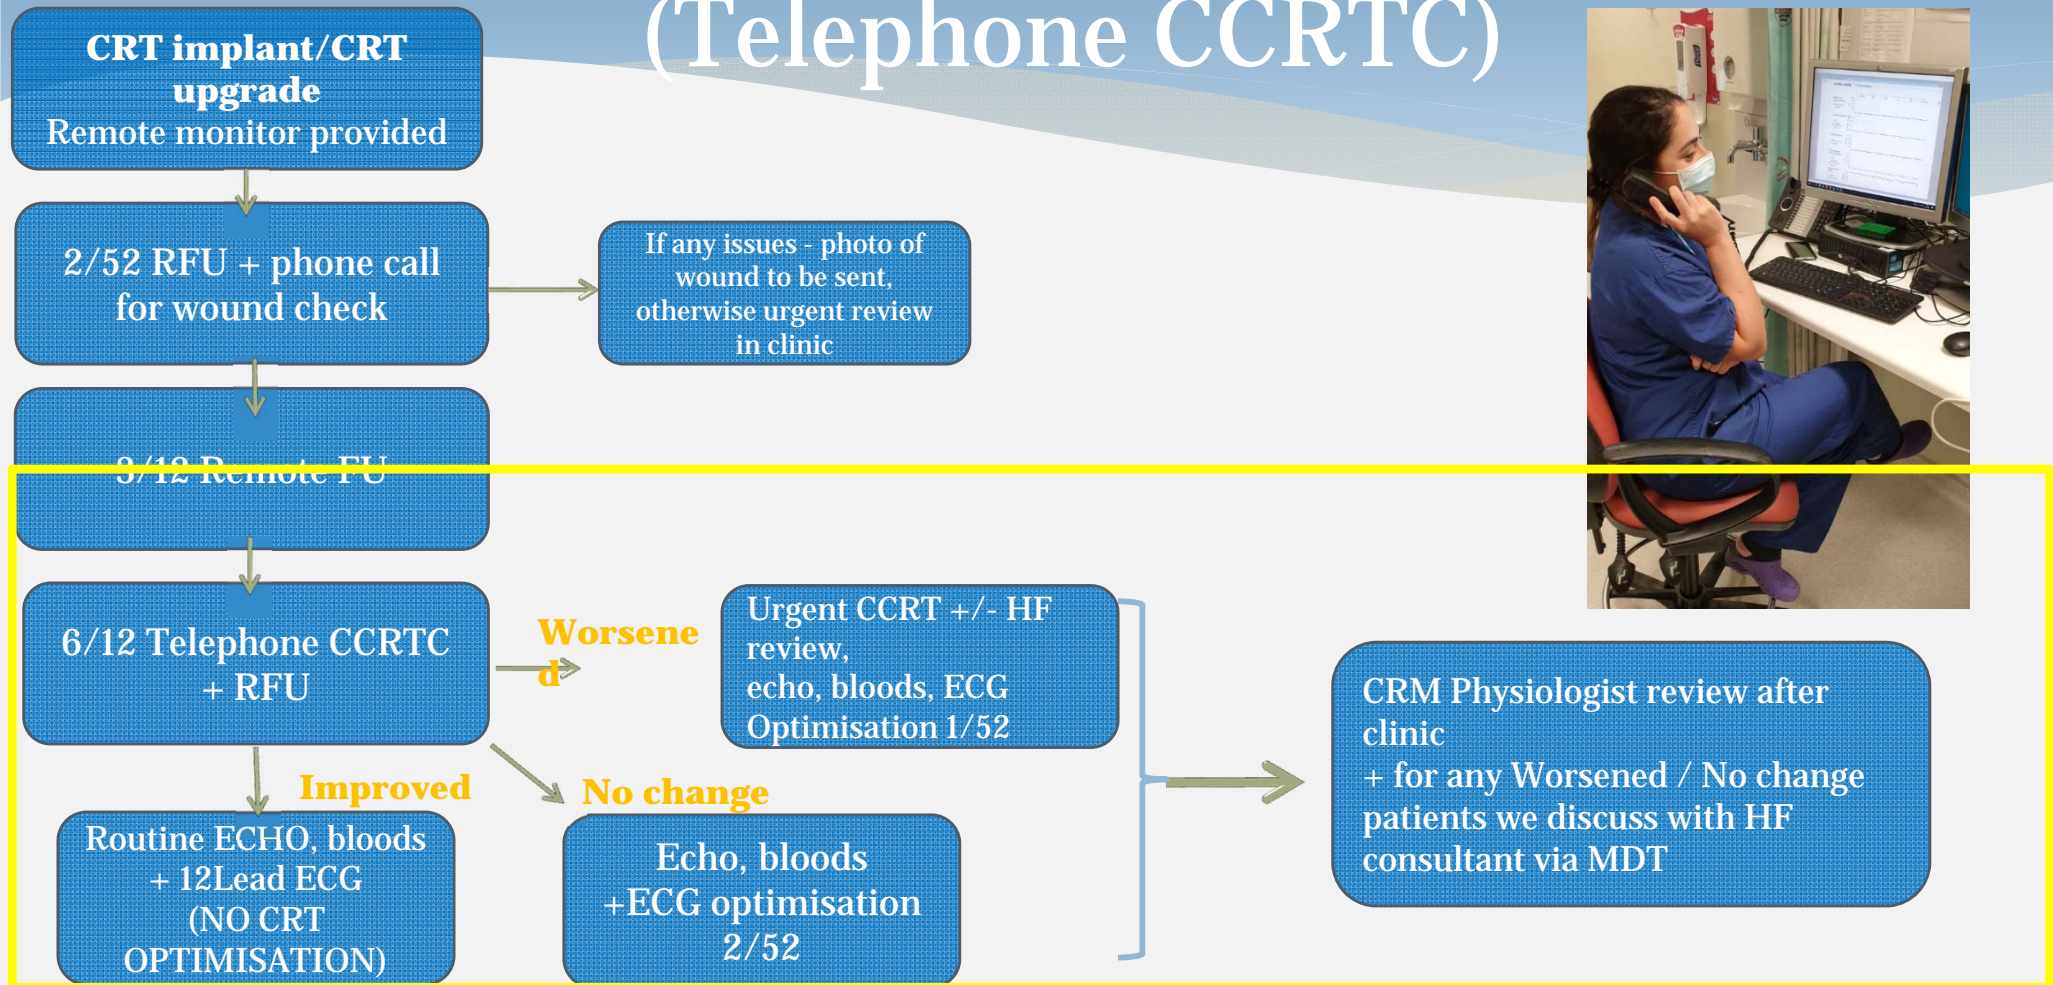 (Telephone CCRTC)
CRT implant/CRT
upgrade
Remote monitor provided
2/52 RFU + phone call
for wound check
If any issues - photo of
wound to be sent,
otherwise urgent review
in clinic
3/12 Remote FU
6/12 Telephone CCRTC
+ RFU
Worsene
d
Urgent CCRT +/- HF
review,
echo, bloods, ECG
Optimisation 1/52
Improved
No change
Routine ECHO, bloods
+ 12Lead ECG
(NO CRT
OPTIMISATION)
Echo, bloods
+ECG optimisation
2/52
CRM Physiologist review after
clinic
+ for any Worsened / No change
patients we discuss with HF
consultant via MDT